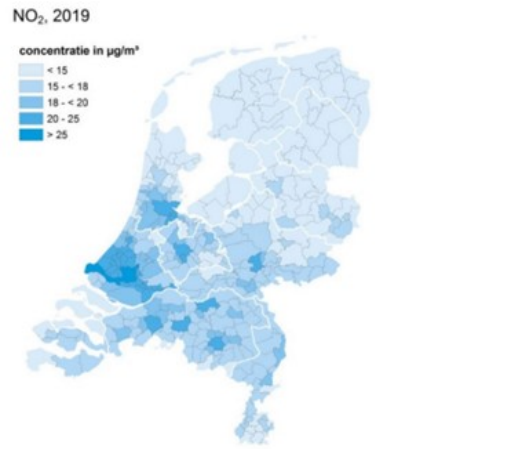 NO₂, 2019
concentratie in µg/m³
< 15
15 - < 18
18 - < 20
20 - 25
> 25